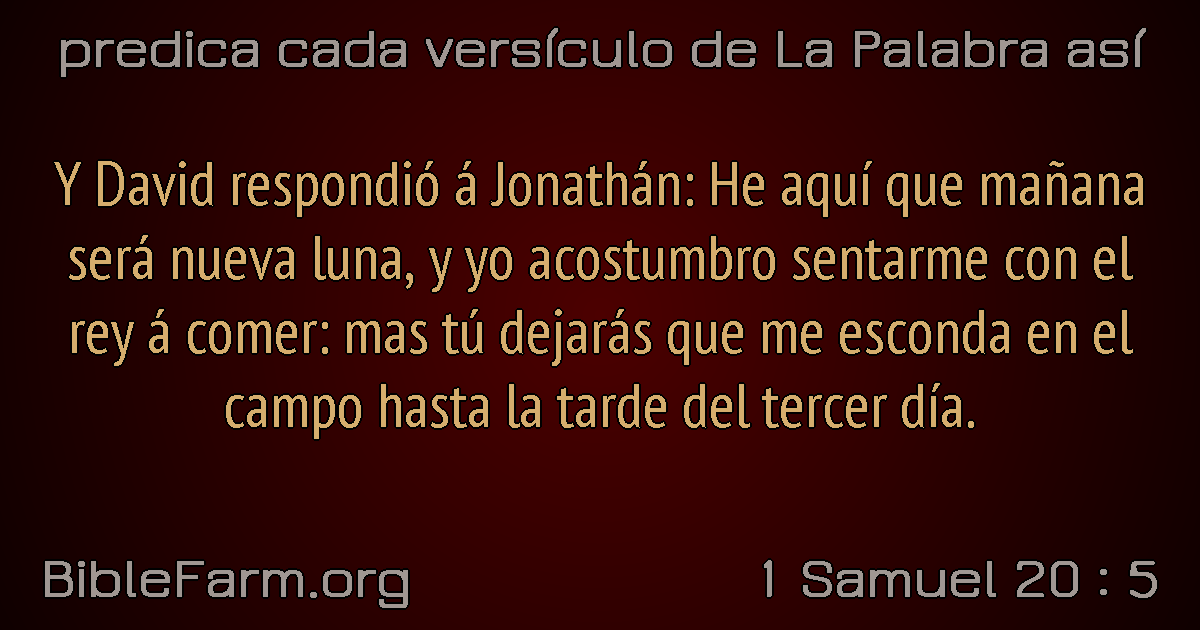 predica cada versículo de La Palabra así
Y David respondió á Jonathán: He aquí que mañana
será nueva luna, y yo acostumbro sentarme con el
rey á comer: mas tú dejarás que me esconda en el
campo hasta la tarde del tercer día.
BibleFarm.org
1 Samuel 20 : 5